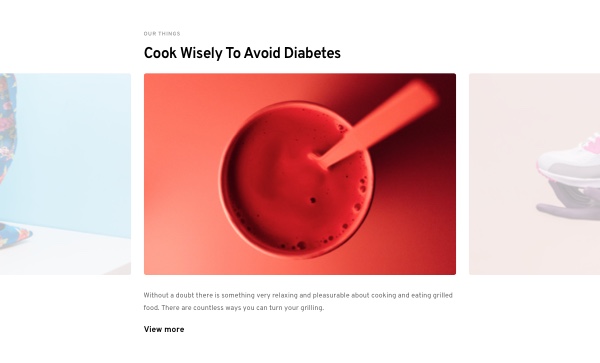 OUR THINGS
Cook Wisely To Avoid Diabetes
Without a doubt there is something very relaxing and pleasurable about cooking and eating grilled
food. There are countless ways you can turn your grilling.
View more